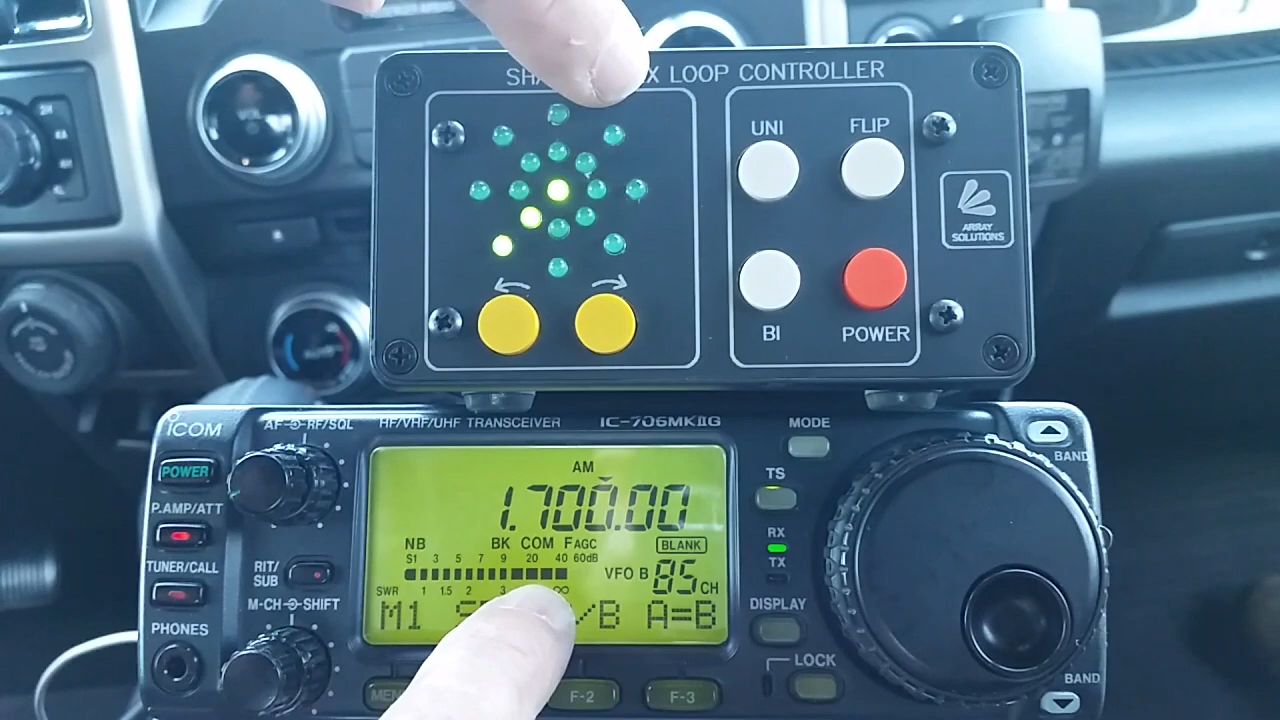 SHA X LOOP CONTROLLER
UNI FLIP
BI POWER
ARRAY
SOLUTIONS
ICOM
AF RF/SQL
HF/VHF/UHF TRANSCEIVER
IC-706MKIIG
MODE
BAND
POWER
P.AMP/ATT
TUNER/CALL
RIT/
SUB
M-CH SHIFT
PHONES
AM
1.700.00
NB BK COM FAGC BLANK
S1 3 5 7 9 20 40 60dB
VFO B 85CH
SWR 1 1.5 2 3 ∞
M1 /B A=B
F-2
F-3
TS
RX
TX
DISPLAY
LOCK
BAND